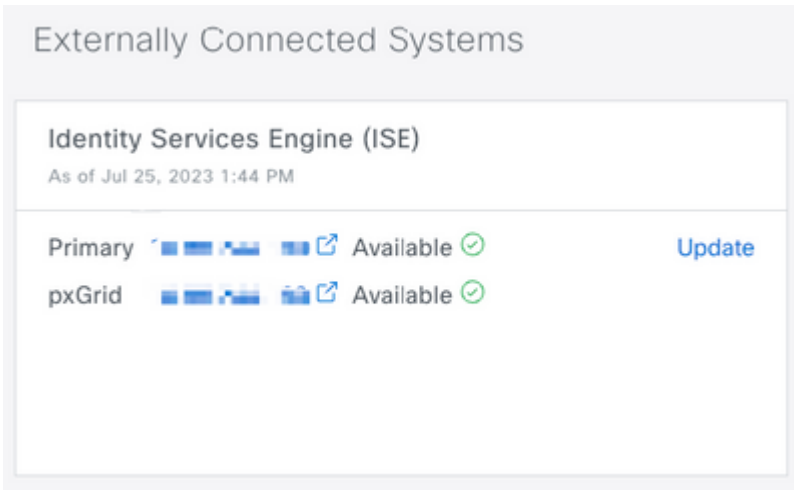 Externally Connected Systems
Identity Services Engine (ISE)
As of Jul 25, 2023 1:44 PM
Primary Available Update
pxGrid Available